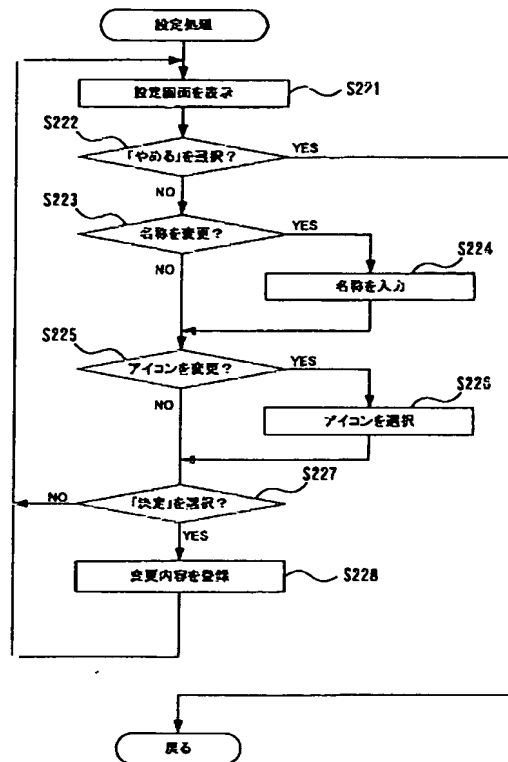 設定処理
設定画面を表示
S221
S222
「やめる」を選択?
YES
NO
S223
名称を変更?
YES
NO
S224
名称を入力
S225
アイコンを変更?
YES
NO
S226
アイコンを選択
S227
「決定」を選択?
NO
YES
変更内容を登録
S228
戻る